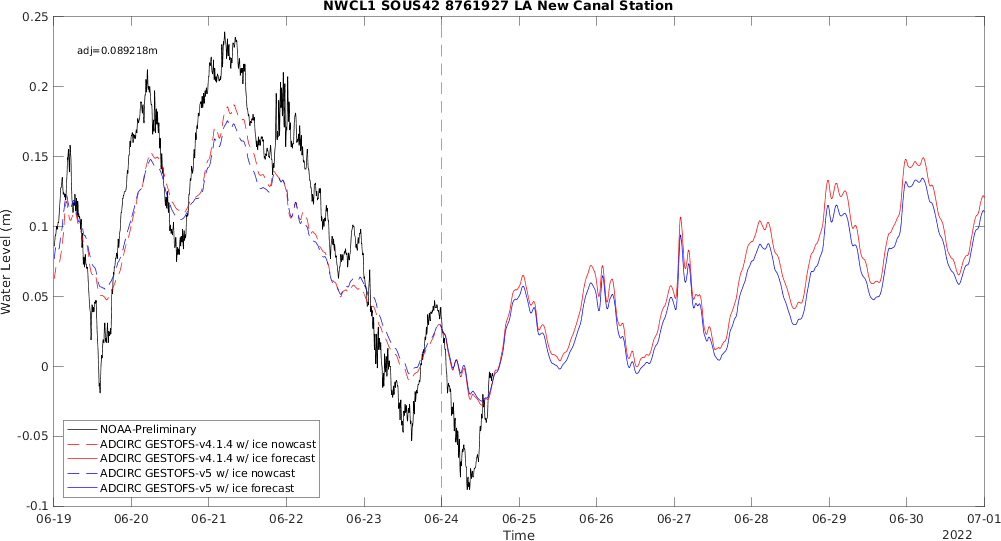 NWCL1 SOUS42 8761927 LA New Canal Station
adj=0.089218m
Water Level (m)
0.25
0.2
0.15
0.1
0.05
0
-0.05
-0.1
NOAA-Preliminary
ADCIRC GESTOFS-v4.1.4 w/ ice nowcast
ADCIRC GESTOFS-v4.1.4 w/ ice forecast
ADCIRC GESTOFS-v5 w/ ice nowcast
ADCIRC GESTOFS-v5 w/ ice forecast
06-19 06-20 06-21 06-22 06-23 06-24 06-25 06-26 06-27 06-28 06-29 06-30 07-01
Time
2022